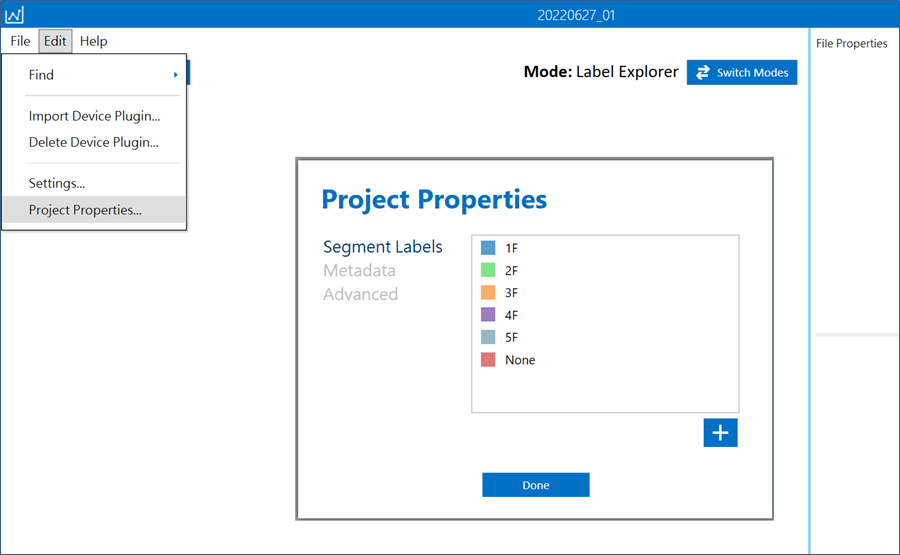 20220627_01
File Edit Help
File Properties
Find
Mode: Label Explorer
Switch Modes
Import Device Plugin...
Delete Device Plugin...
Settings...
Project Properties...
Project Properties
Segment Labels
Metadata
Advanced
1F
2F
3F
4F
5F
None
+
Done